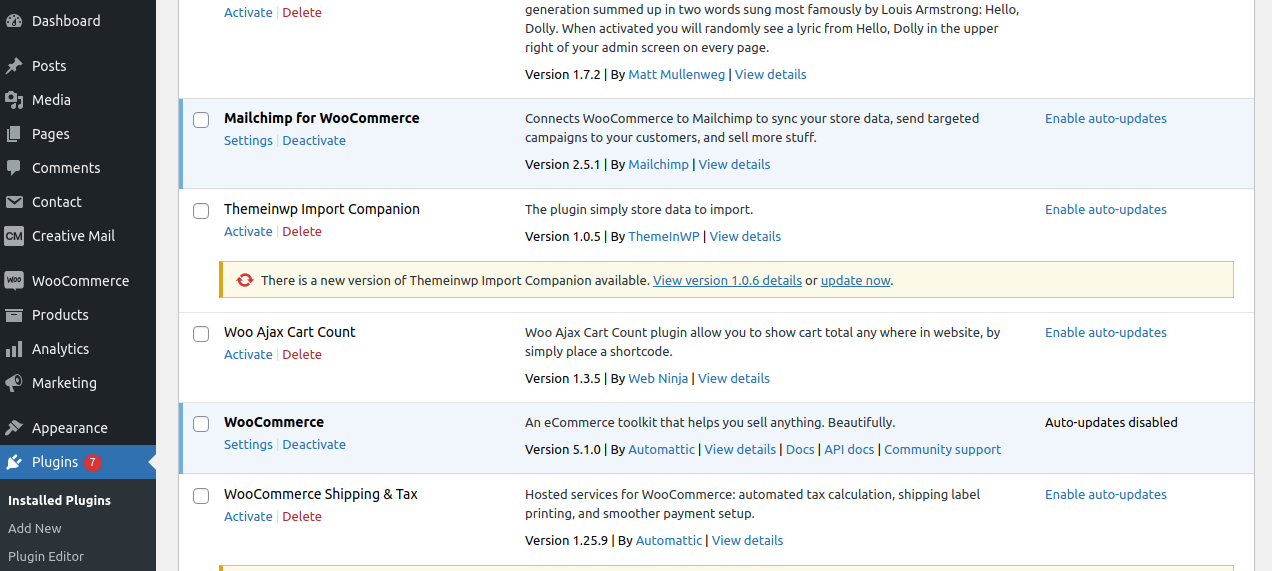 Dashboard
Posts
Media
Pages
Comments
Contact
CM Creative Mail
WOO WooCommerce
Products
Analytics
Marketing
Appearance
Plugins 7
Installed Plugins
Add New
Plugin Editor
Activate | Delete
generation summed up in two words sung most famously by Louis Armstrong: Hello,
Dolly. When activated you will randomly see a lyric from Hello, Dolly in the upper
right of your admin screen on every page.
Version 1.7.2 | By Matt Mullenweg | View details
Mailchimp for WooCommerce
Settings | Deactivate
Connects WooCommerce to Mailchimp to sync your store data, send targeted
campaigns to your customers, and sell more stuff.
Version 2.5.1 | By Mailchimp | View details
Enable auto-updates
Themeinwp Import Companion
Activate | Delete
The plugin simply store data to import.
Version 1.0.5 | By ThemeInWP | View details
Enable auto-updates
There is a new version of Themeinwp Import Companion available. View version 1.0.6 details or update now.
Woo Ajax Cart Count
Activate | Delete
Woo Ajax Cart Count plugin allow you to show cart total any where in website, by
simply place a shortcode.
Version 1.3.5 | By Web Ninja | View details
Enable auto-updates
WooCommerce
Settings | Deactivate
An eCommerce toolkit that helps you sell anything. Beautifully.
Version 5.1.0 | By Automattic | View details | Docs | API docs | Community support
Auto-updates disabled
WooCommerce Shipping & Tax
Activate | Delete
Hosted services for WooCommerce: automated tax calculation, shipping label
printing, and smoother payment setup.
Version 1.25.9 | By Automattic | View details
Enable auto-updates